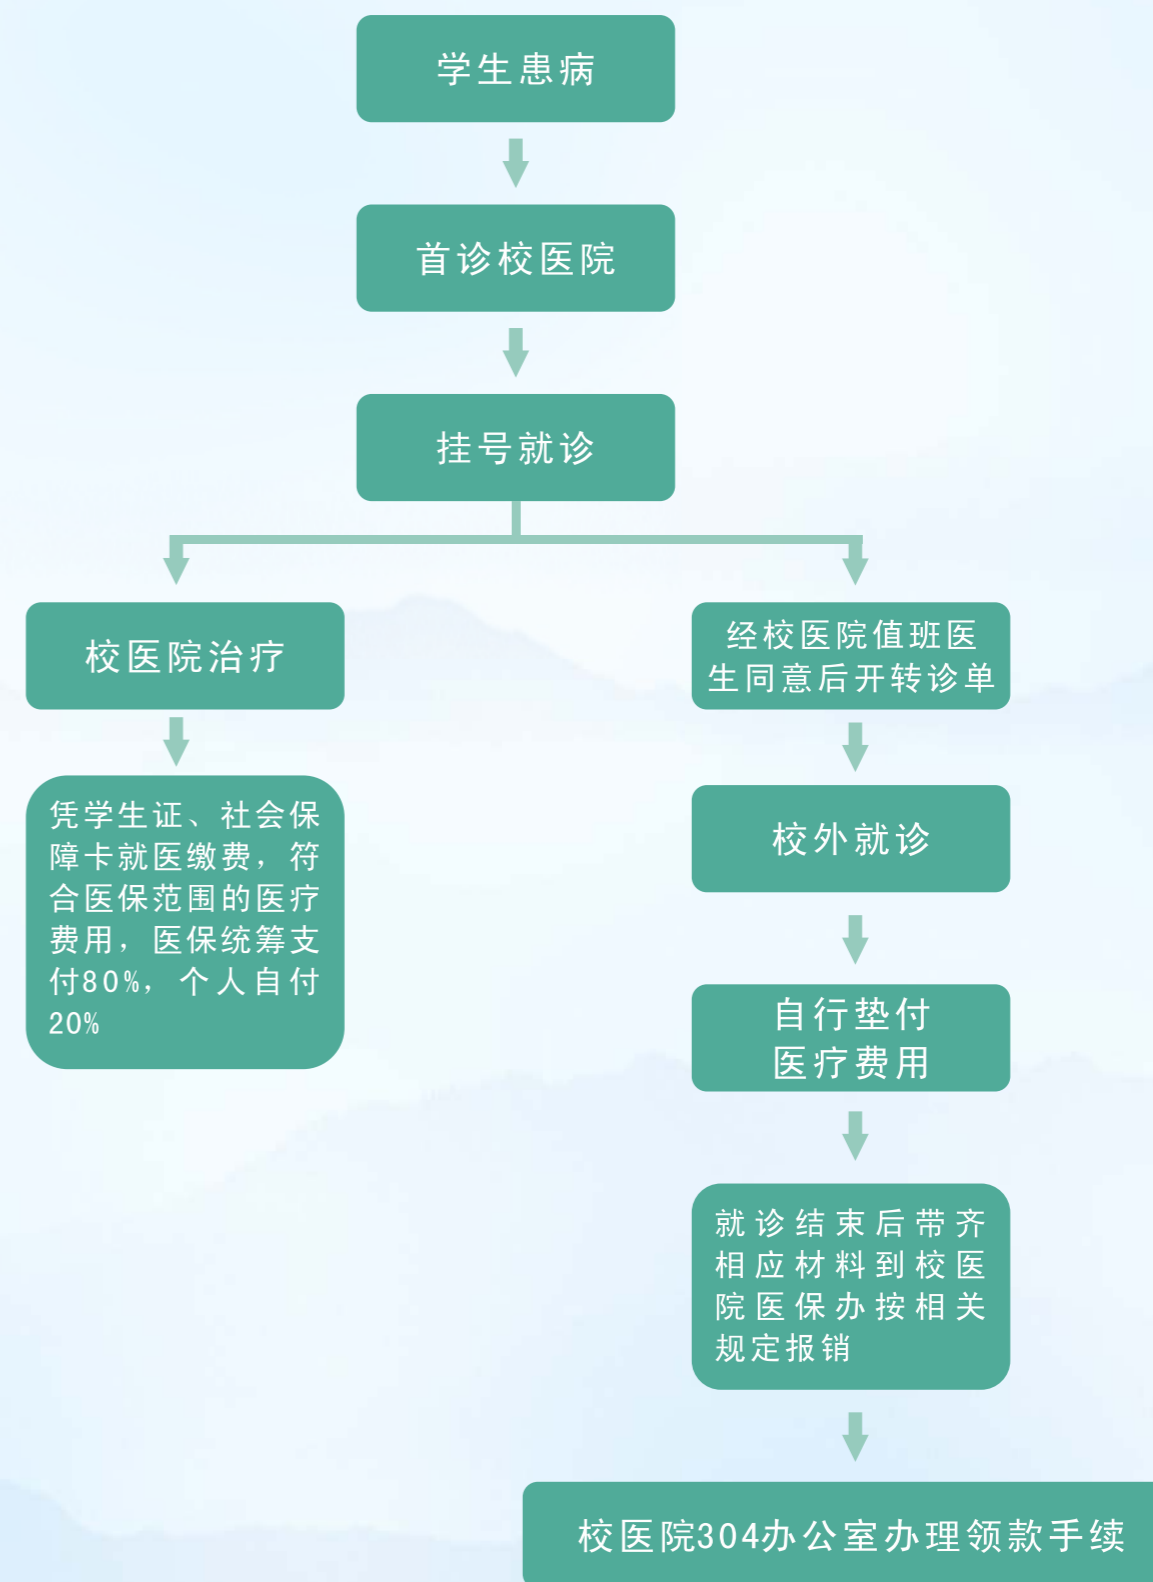 学生患病
首诊校医院
挂号就诊
校医院治疗
凭学生证、社会保
障卡就医缴费，符
合医保范围的医疗
费用，医保统筹支
付80%，个人自付
20%
经校医院值班医
生同意后开转诊单
校外就诊
自行垫付
医疗费用
就诊结束后带齐
相应材料到校医
院医保办按相关
规定报销
校医院304办公室办理领款手续